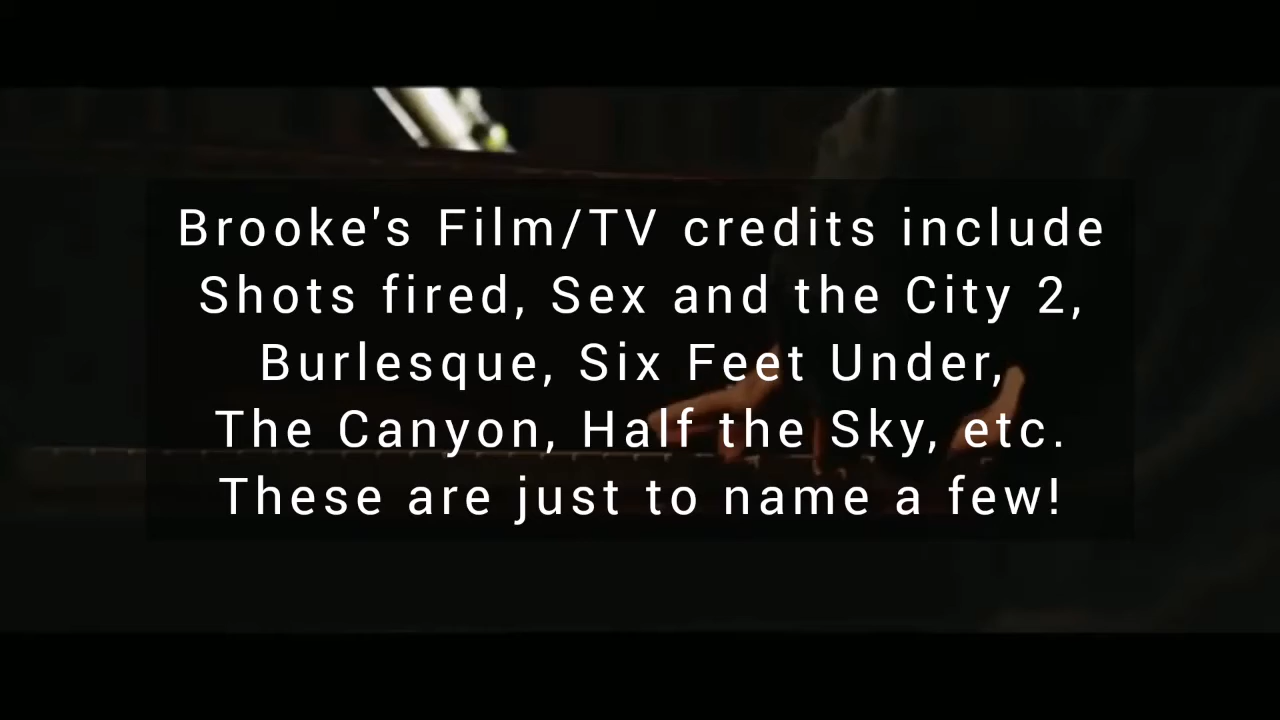 Brooke's Film/TV credits include
Shots fired, Sex and the City 2,
Burlesque, Six Feet Under,
The Canyon, Half the Sky, etc.
These are just to name a few!